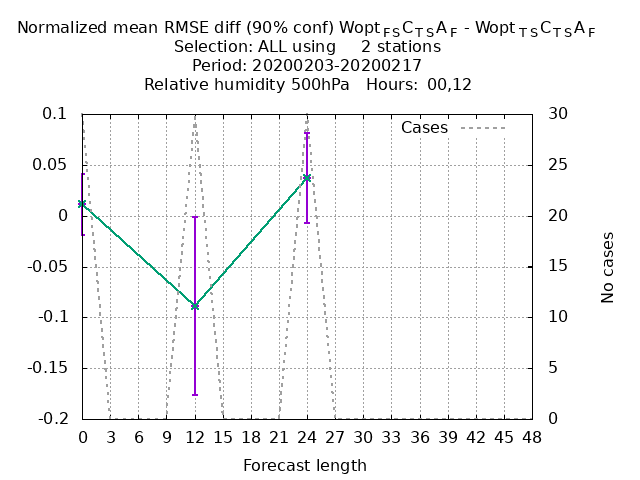 Normalized mean RMSE diff (90% conf) Wopt FS C TS A F - Wopt TS C TS A F
Selection: ALL using 2 stations
Period: 20200203-20200217
Relative humidity 500hPa Hours: 00,12
Cases
0.1
0.05
0
-0.05
-0.1
-0.15
-0.2
30
25
20
15
10
5
0
No cases
0 3 6 9 12 15 18 21 24 27 30 33 36 39 42 45 48
Forecast length